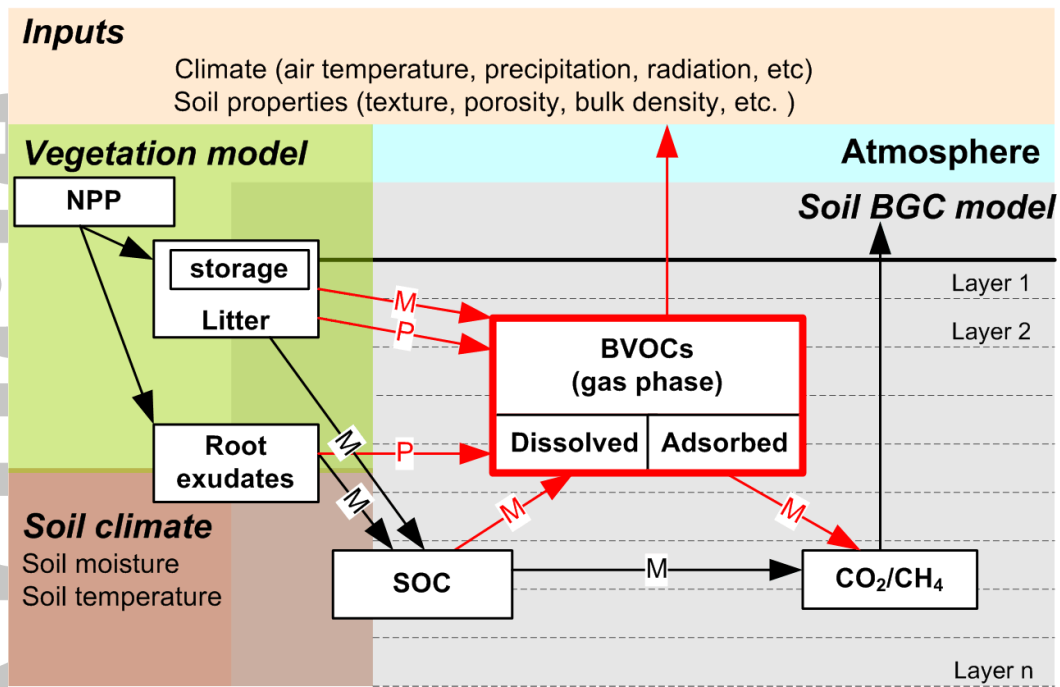 Inputs
Climate (air temperature, precipitation, radiation, etc)
Soil properties (texture, porosity, bulk density, etc. )
Vegetation model
Atmosphere
NPP
Soil BGC model
storage
Litter
Layer 1
M
P
Layer 2
BVOCs
(gas phase)
Dissolved
Adsorbed
Root
exudates
M
P
M
M
M
Soil climate
Soil moisture
Soil temperature
SOC
M
CO₂/CH₄
Layer n